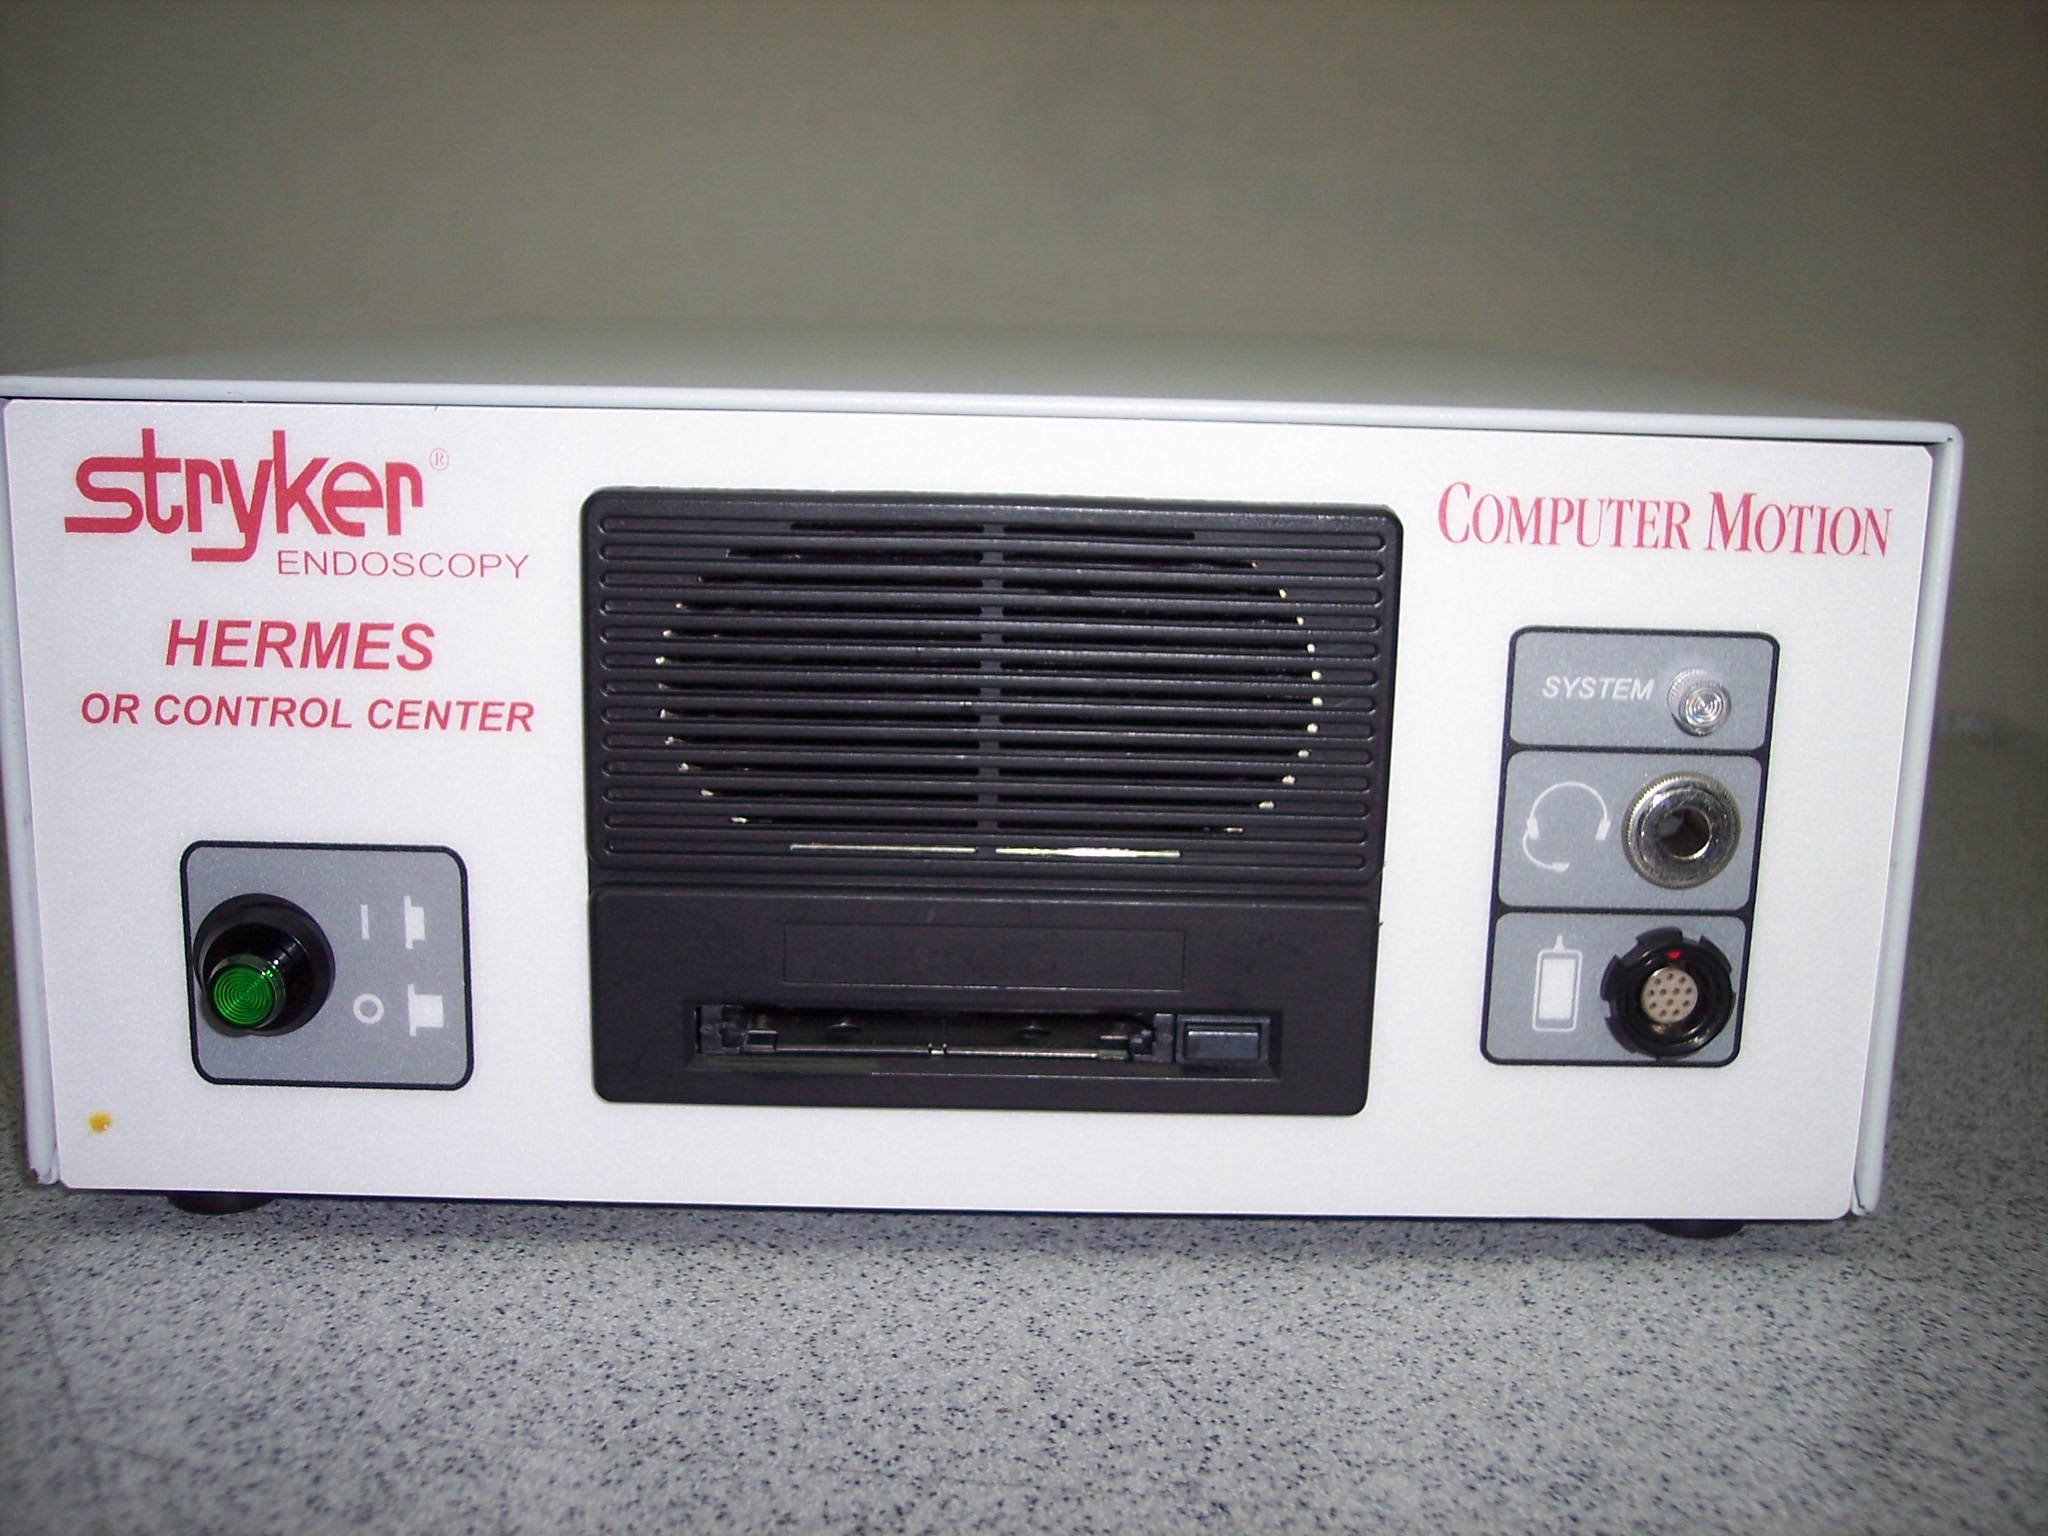 stryker®
ENDOSCOPY
HERMES
OR CONTROL CENTER
COMPUTER MOTION
SYSTEM